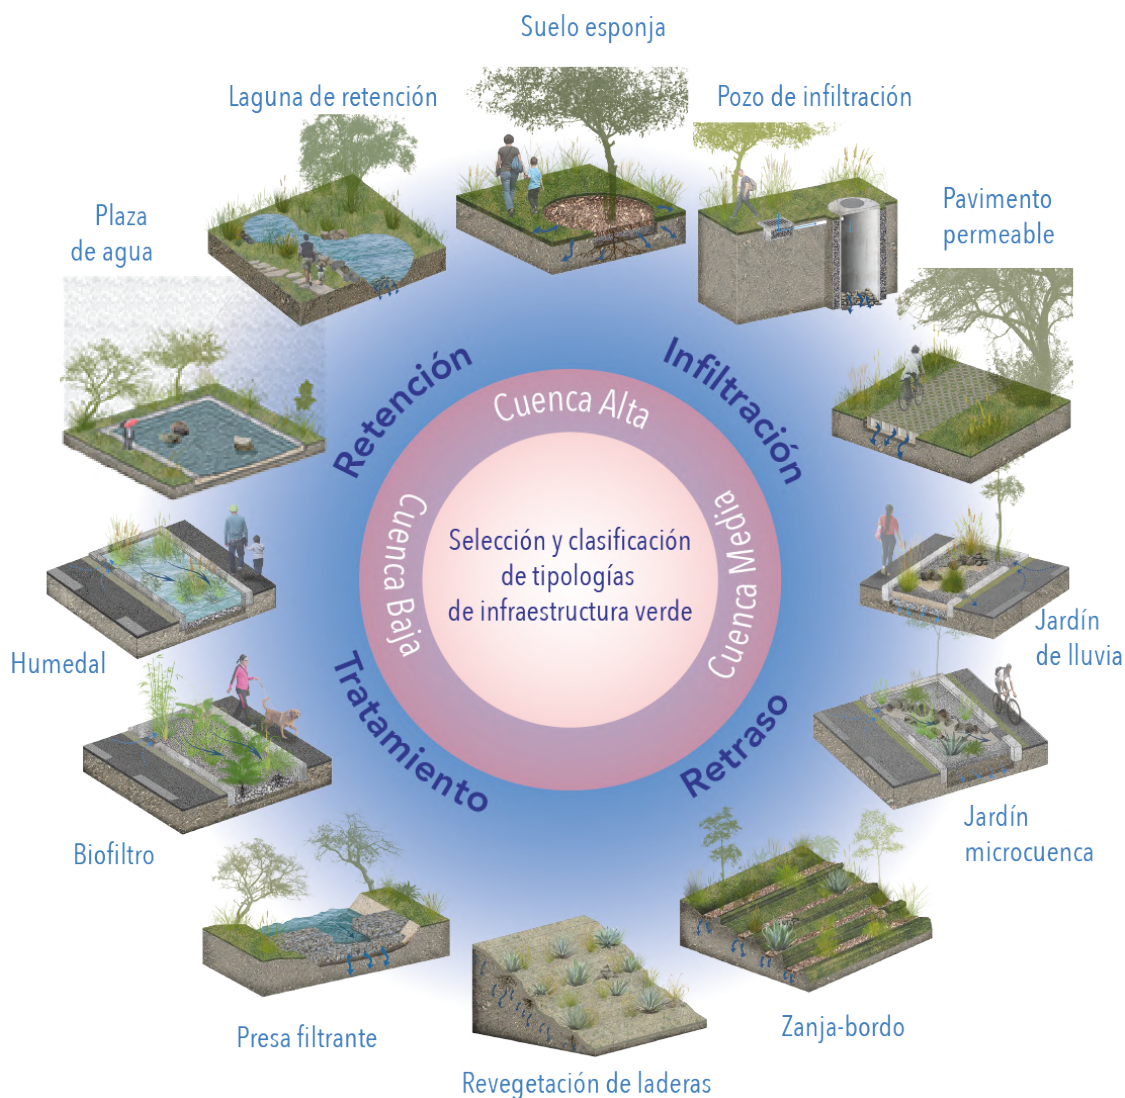 Suelo esponja
Laguna de retención
Pozo de infiltración
Plaza
de agua
Pavimento
permeable
Retención
Infiltración
Cuenca Alta
Cuenca Baja
Cuenca Media
Selección y clasificación
de tipologías
de infraestructura verde
Humedal
Jardín
de lluvia
Tratamiento
Retraso
Biofiltro
Jardín
microcuenca
Presa filtrante
Zanja-bordo
Revegetación de laderas